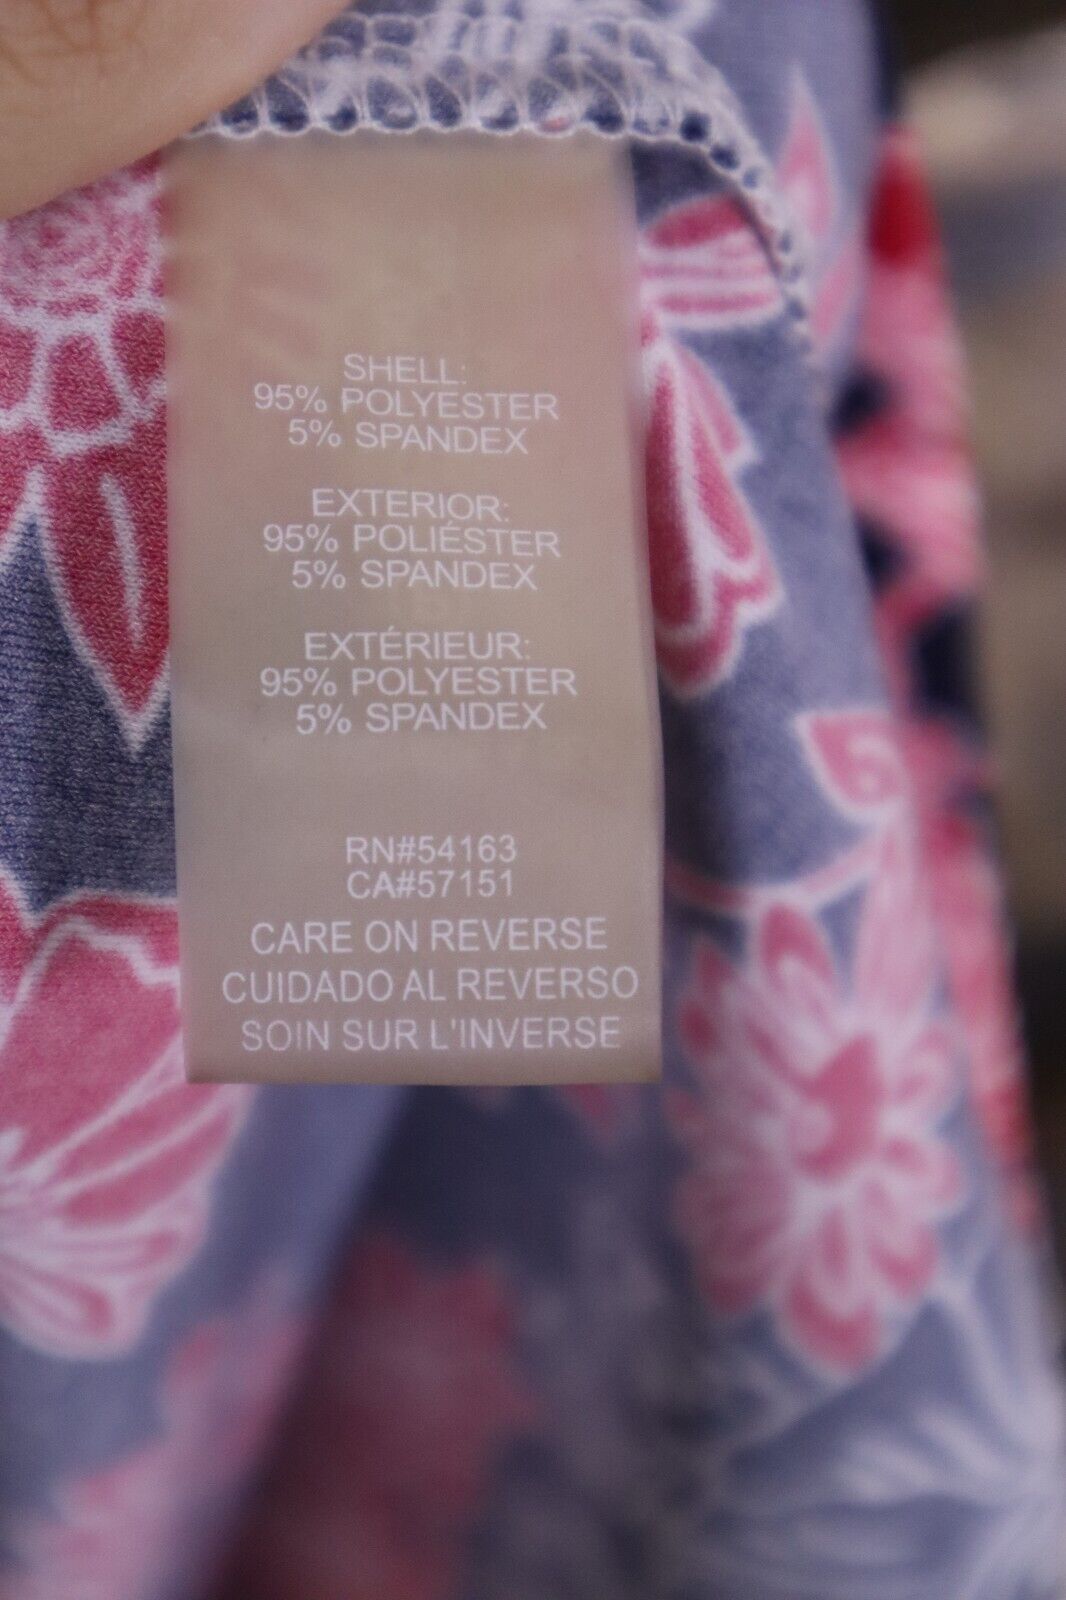 SHELL:
95% POLYESTER
5% SPANDEX
EXTERIOR:
95% POLIÉSTER
5% SPANDEX
EXTÉRIEUR:
95% POLYESTER
5% SPANDEX
RN#54163
CA#57151
CARE ON REVERSE
CUIDADO AL REVERSO
SOIN SUR L'INVERSE